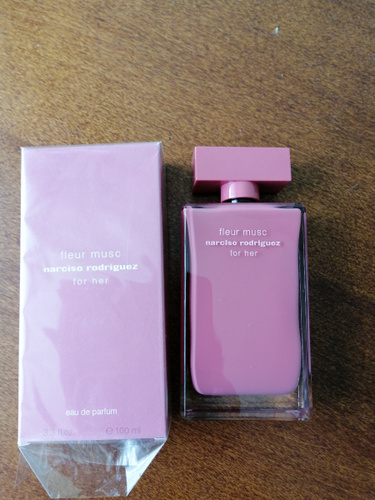 fleur musc
narciso rodriguez
for her
eau de parfum
℮ 100 ml
fleur musc
narciso rodriguez
for her